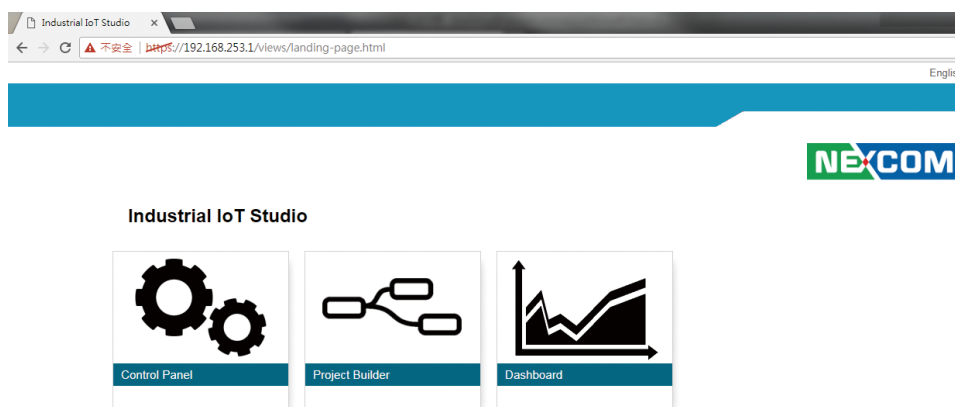 Industrial IoT Studio
不安全 | https://192.168.253.1/views/landing-page.html
Englis
NEXCOM
Industrial IoT Studio
Control Panel
Project Builder
Dashboard